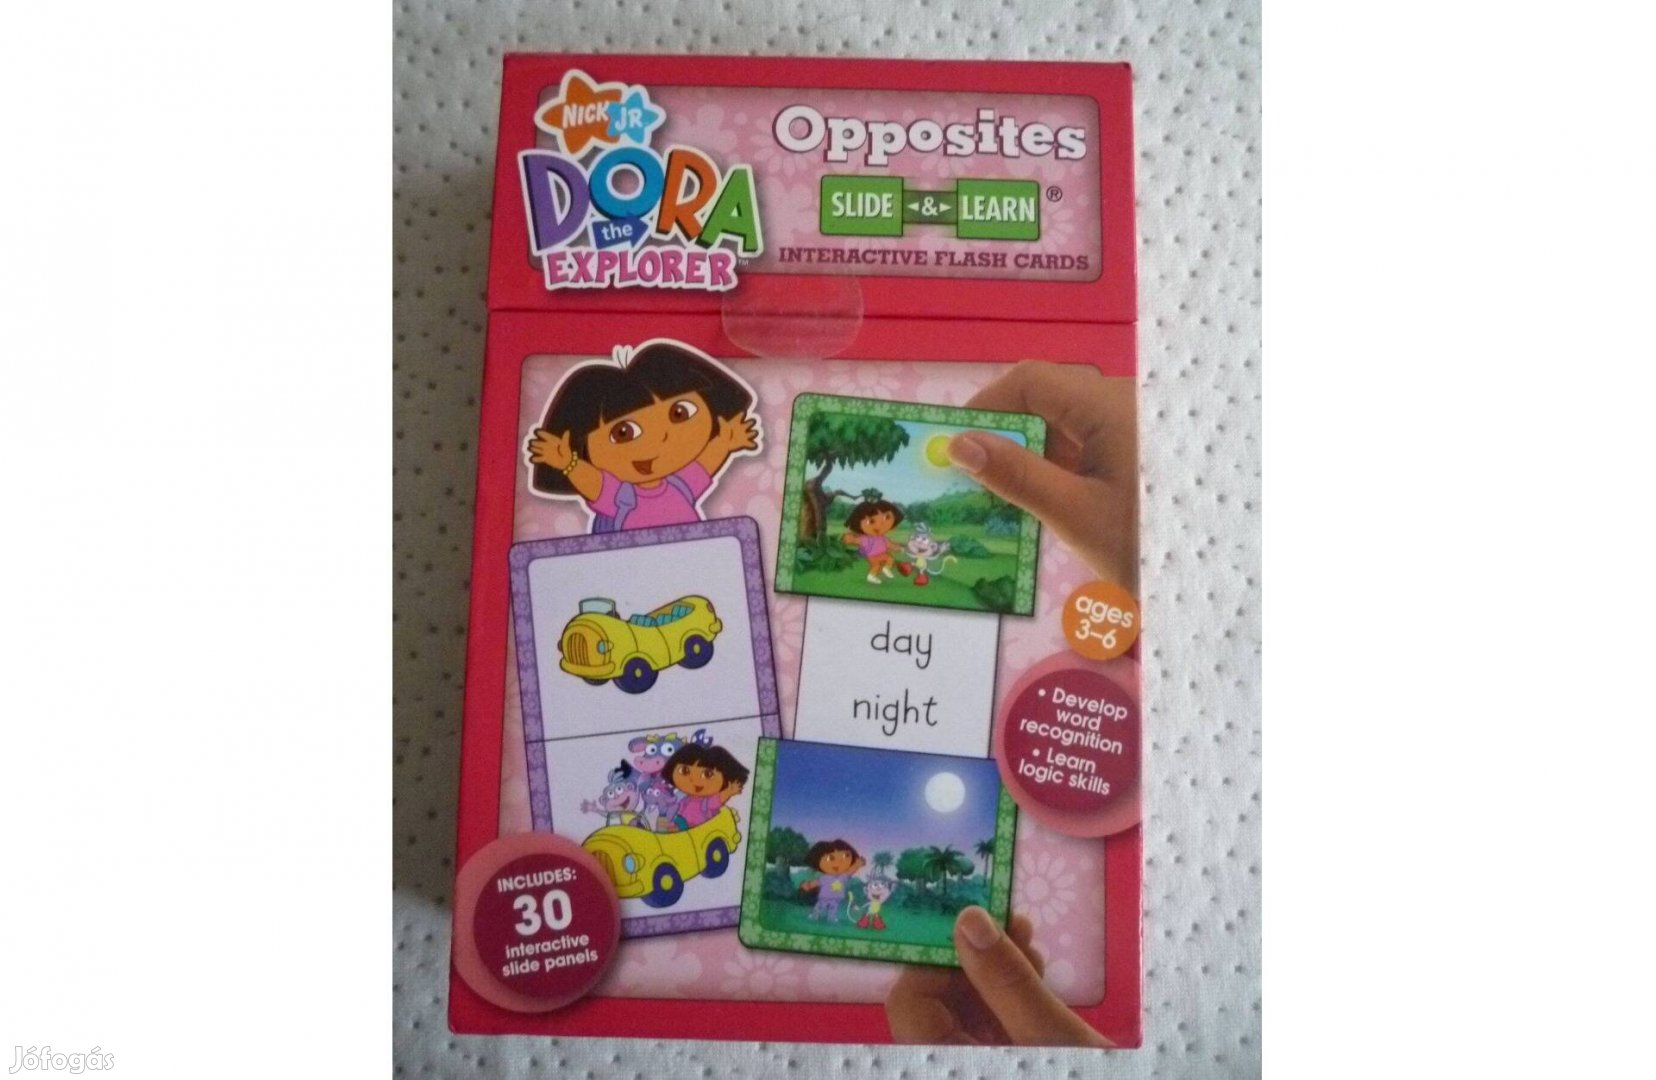 NICK JR
DORA
the
EXPLORER™
Opposites
SLIDE & LEARN®
INTERACTIVE FLASH CARDS
day
night
ages
3–6
• Develop
word
recognition
• Learn
logic skills
INCLUDES:
30
interactive
slide panels
Jófogás